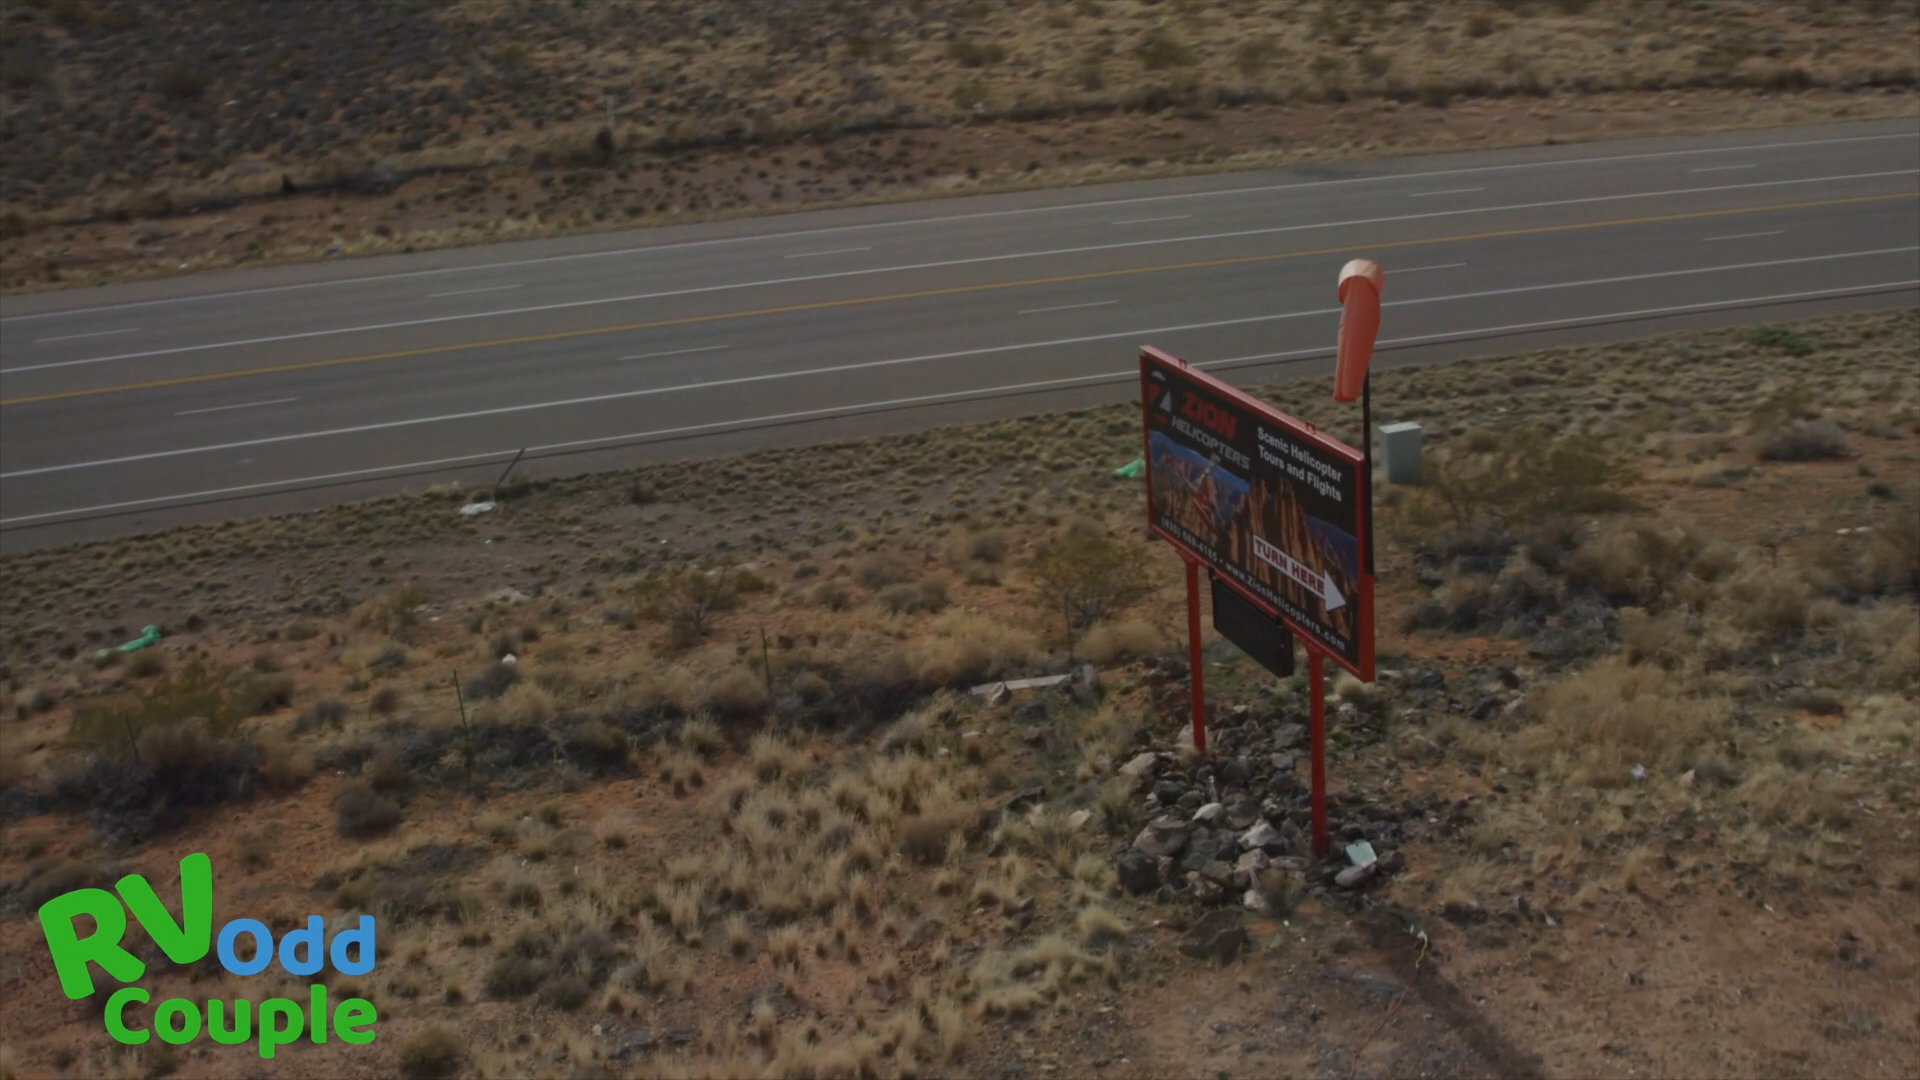 ZION
HELICOPTERS
Scenic Helicopter
Tours and Flights
TURN HERE
www.ZionHelicopters.com
RV Odd
Couple